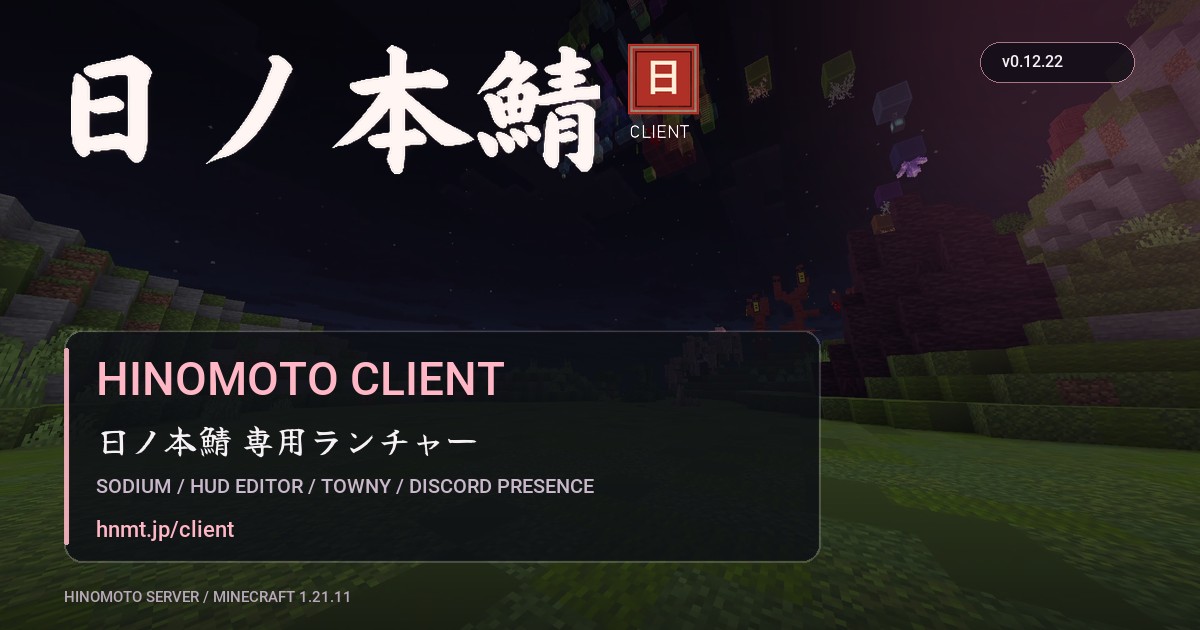 日ノ本鯖
日
CLIENT
v0.12.22
HINOMOTO CLIENT
日ノ本鯖 専用ランチャー
SODIUM / HUD EDITOR / TOWNY / DISCORD PRESENCE
hnmt.jp/client
HINOMOTO SERVER / MINECRAFT 1.21.11